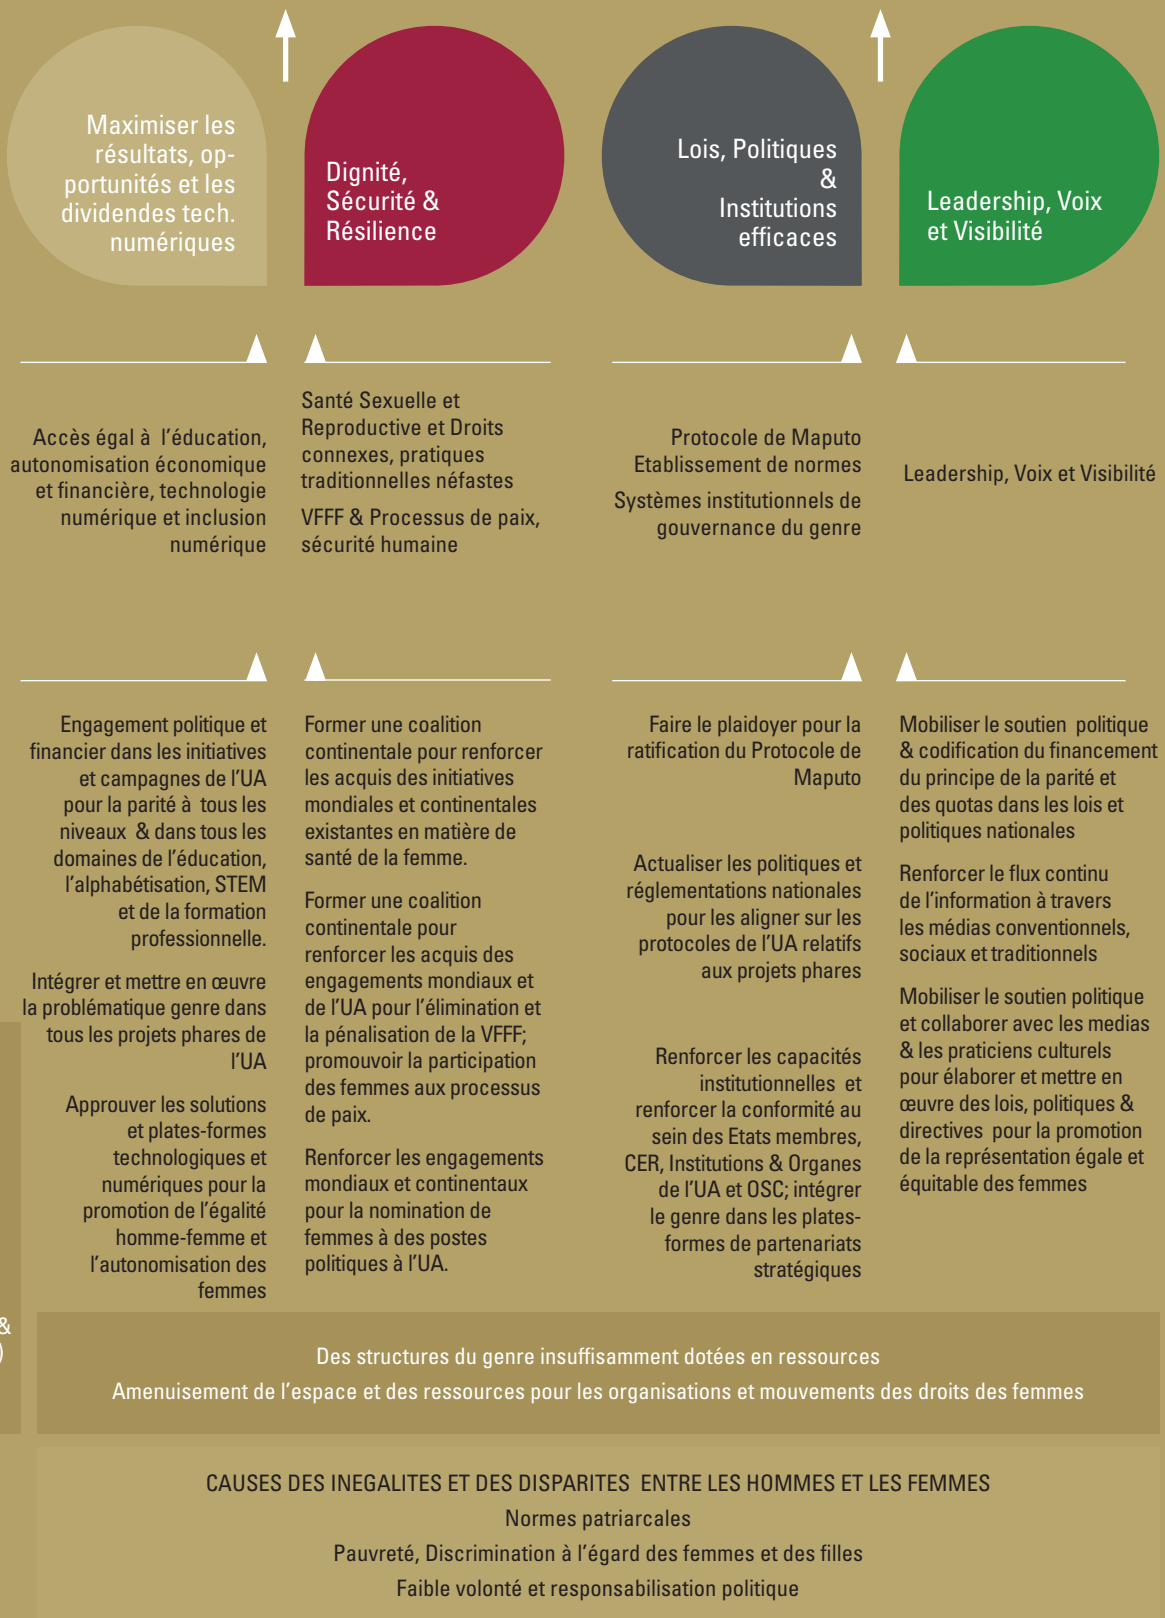 Maximiser les
résultats, op-
portunités et les
dividendes tech.
numériques
Dignité,
Sécurité &
Résilience
Lois, Politiques
&
Institutions
efficaces
Leadership, Voix
et Visibilité
Accès égal à l'éducation,
autonomisation économique
et financière, technologie
numérique et inclusion
numérique
Santé Sexuelle et
Reproductive et Droits
connexes, pratiques
traditionnelles néfastes
VFFF & Processus de paix,
sécurité humaine
Protocole de Maputo
Etablissement de normes
Systèmes institutionnels de
gouvernance du genre
Leadership, Voix et Visibilité
Engagement politique et
financier dans les initiatives
et campagnes de l'UA
pour la parité à tous les
niveaux & dans tous les
domaines de l'éducation,
l'alphabétisation, STEM
et de la formation
professionnelle.
Intégrer et mettre en œuvre
la problématique genre dans
tous les projets phares de
l'UA
Approuver les solutions
et plates-formes
technologiques et
numériques pour la
promotion de l'égalité
homme-femme et
l'autonomisation des
femmes
Former une coalition
continentale pour renforcer
les acquis des initiatives
mondiales et continentales
existantes en matière de
santé de la femme.
Former une coalition
continentale pour
renforcer les acquis des
engagements mondiaux et
de l'UA pour l'élimination et
la pénalisation de la VFFF;
promouvoir la participation
des femmes aux processus
de paix.
Renforcer les engagements
mondiaux et continentaux
pour la nomination de
femmes à des postes
politiques à l'UA.
Faire le plaidoyer pour la
ratification du Protocole de
Maputo
Actualiser les politiques et
réglementations nationales
pour les aligner sur les
protocoles de l'UA relatifs
aux projets phares
Renforcer les capacités
institutionnelles et
renforcer la conformité au
sein des Etats membres,
CER, Institutions & Organes
de l'UA et OSC; intégrer
le genre dans les plates-
formes de partenariats
stratégiques
Mobiliser le soutien politique
& codification du financement
du principe de la parité et
des quotas dans les lois et
politiques nationales
Renforcer le flux continu
de l'information à travers
les médias conventionnels,
sociaux et traditionnels
Mobiliser le soutien politique
et collaborer avec les medias
& les praticiens culturels
pour élaborer et mettre en
œuvre des lois, politiques &
directives pour la promotion
de la représentation égale et
équitable des femmes
&
)
Des structures du genre insuffisamment dotées en ressources
Amenuisement de l'espace et des ressources pour les organisations et mouvements des droits des femmes
CAUSES DES INEGALITES ET DES DISPARITES ENTRE LES HOMMES ET LES FEMMES
Normes patriarcales
Pauvreté, Discrimination à l'égard des femmes et des filles
Faible volonté et responsabilisation politique